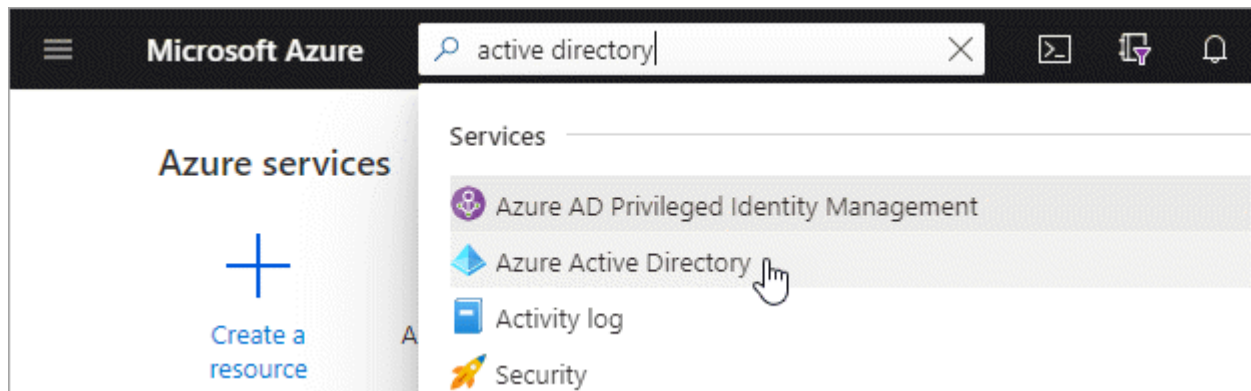 Microsoft Azure
active directory
Services
Azure services
Azure AD Privileged Identity Management
Azure Active Directory
Activity log
Security
Create a
resource
A